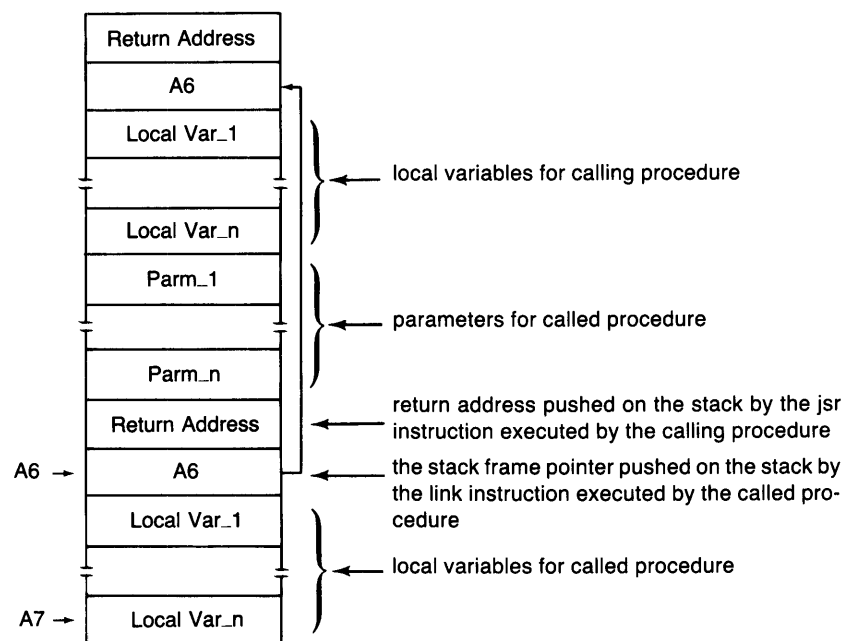 Return Address
A6
Local Var_1
local variables for calling procedure
Local Var_n
Parm_1
parameters for called procedure
Parm_n
Return Address
return address pushed on the stack by the jsr
instruction executed by the calling procedure
A6 A6
the stack frame pointer pushed on the stack by
the link instruction executed by the called pro-
cedure
Local Var_1
local variables for called procedure
A7 Local Var_n